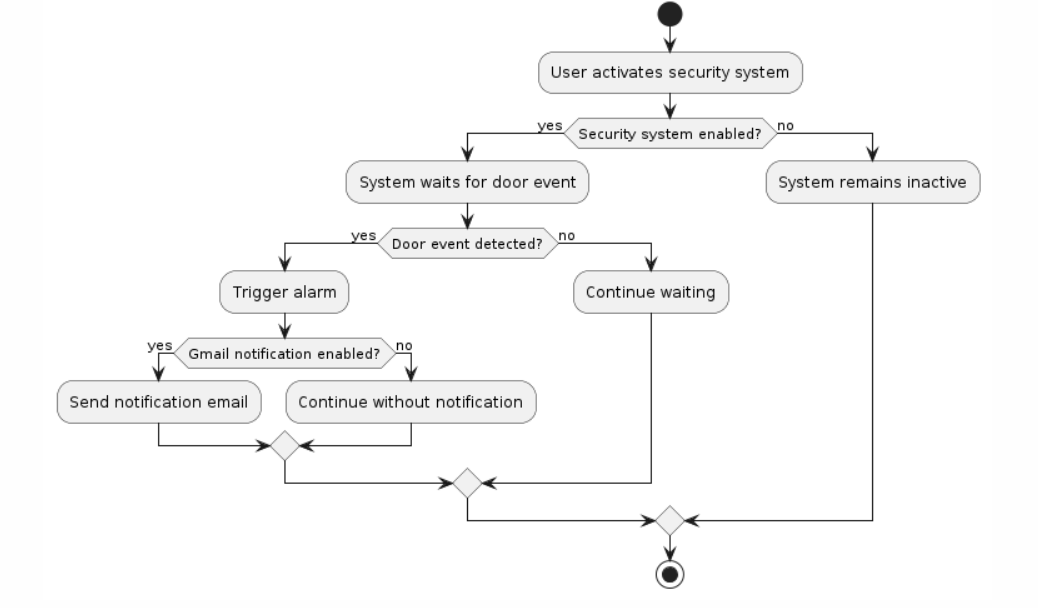 User activates security system
yes
Security system enabled?
no
System waits for door event
System remains inactive
yes
Door event detected?
no
Trigger alarm
Continue waiting
yes
Gmail notification enabled?
no
Send notification email
Continue without notification